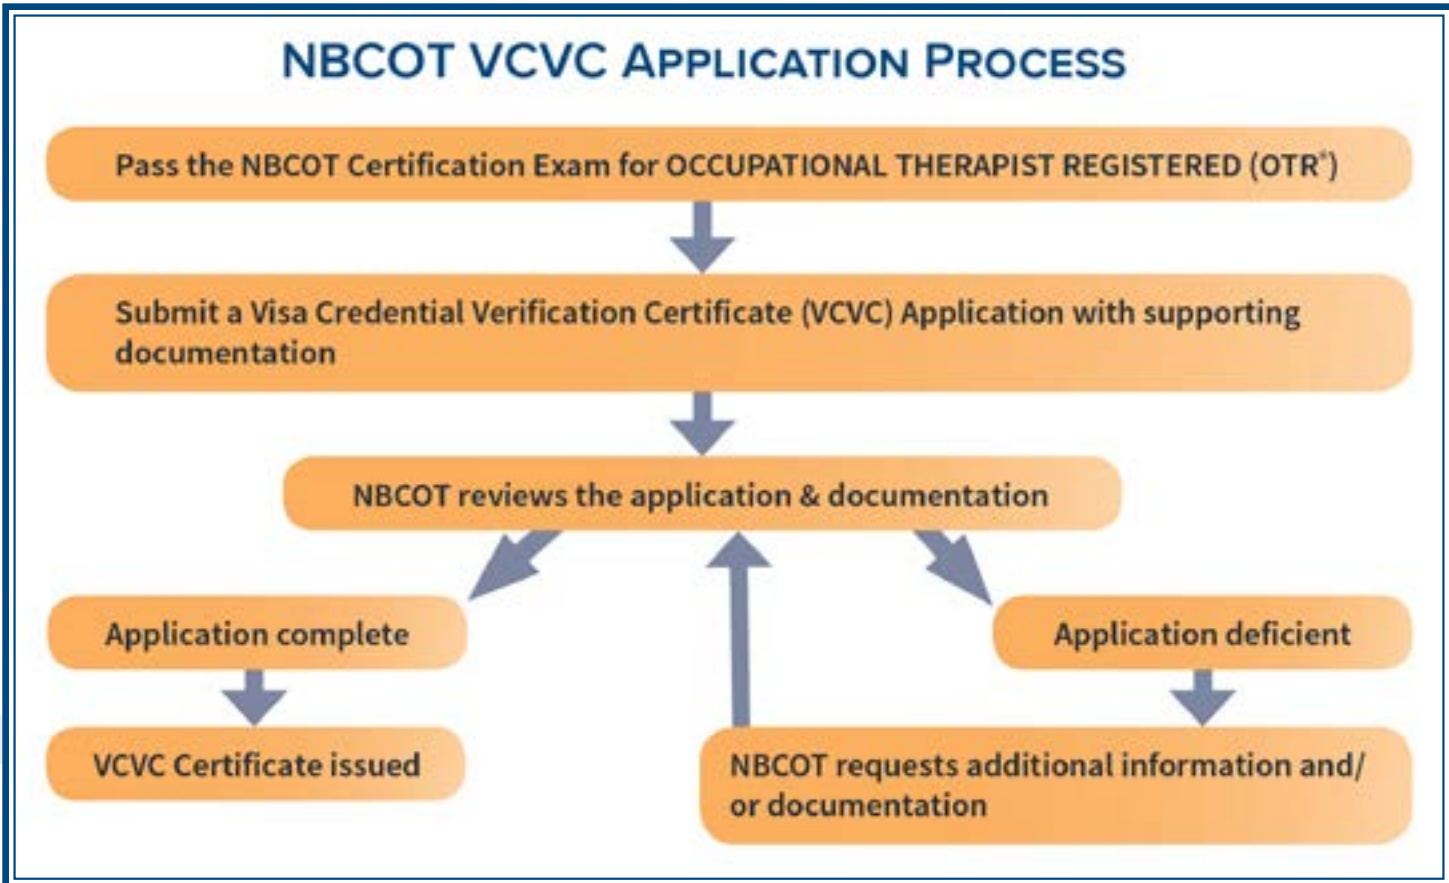 NBCOT VCVC APPLICATION PROCESS
Pass the NBCOT Certification Exam for OCCUPATIONAL THERAPIST REGISTERED (OTR®)
Submit a Visa Credential Verification Certificate (VCVC) Application with supporting
documentation
NBCOT reviews the application & documentation
Application complete
Application deficient
VCVC Certificate issued
NBCOT requests additional information and/
or documentation